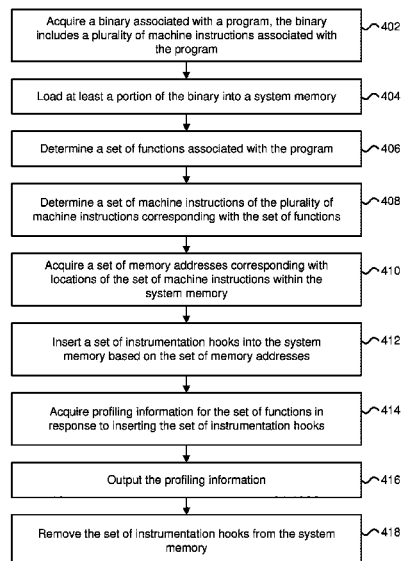 Acquire a binary associated with a program, the binary
includes a plurality of machine instructions associated with
the program
402
Load at least a portion of the binary into a system memory
404
Determine a set of functions associated with the program
406
Determine a set of machine instructions of the plurality of
machine instructions corresponding with the set of functions
408
Acquire a set of memory addresses corresponding with
locations of the set of machine instructions within the
system memory
410
Insert a set of instrumentation hooks into the system
memory based on the set of memory addresses
412
Acquire profiling information for the set of functions in
response to inserting the set of instrumentation hooks
414
Output the profiling information
416
Remove the set of instrumentation hooks from the system
memory
418